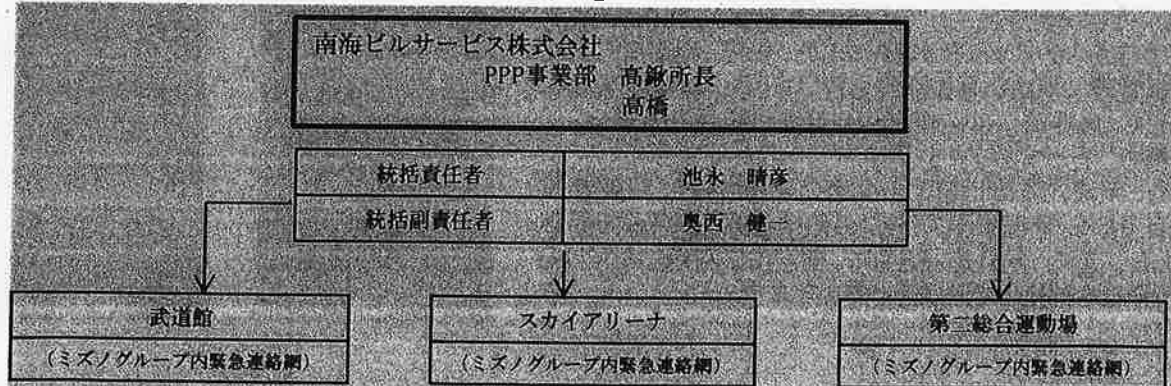 南海ビルサービス株式会社
PPP事業部 高鍬所長
高橋
統括責任者 池永 晴彦
統括副責任者 奥西 健一
武道館 スカイアリーナ 第二総合運動場
(ミズノグループ内緊急連絡網) (ミズノグループ内緊急連絡網) (ミズノグループ内緊急連絡網)